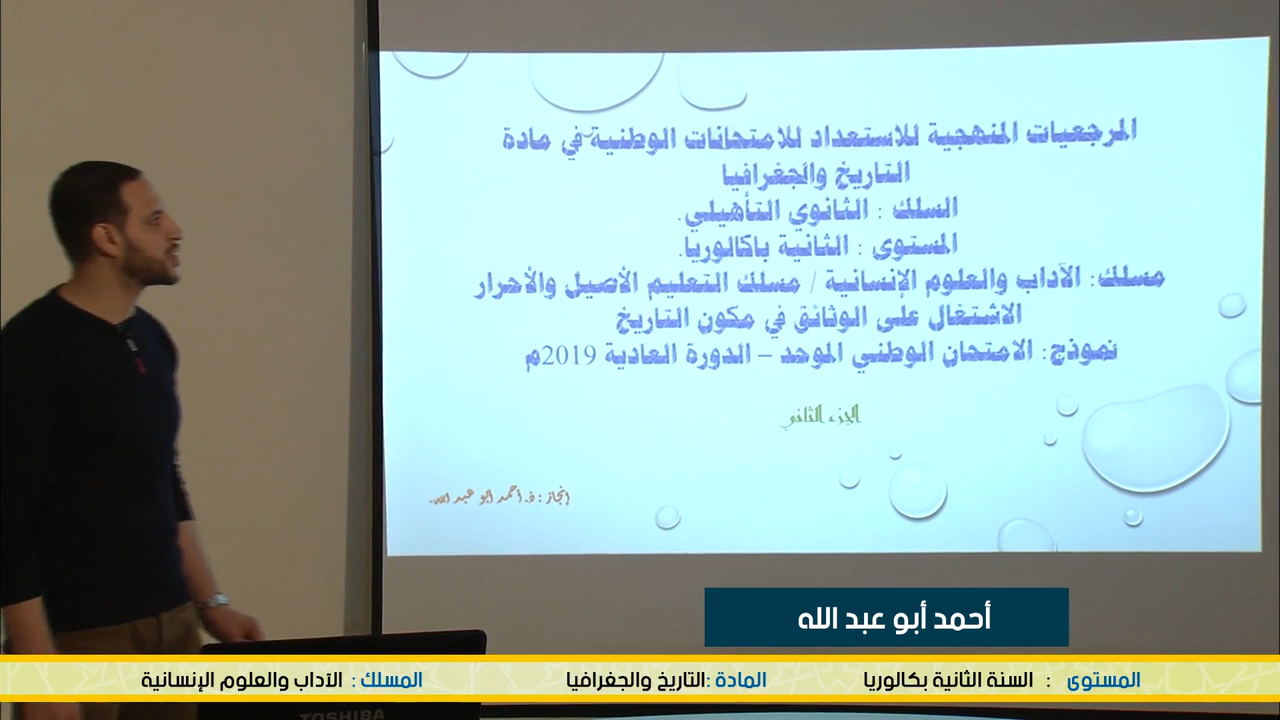 المرجعيات المنهجية للاستعداد للامتحانات الوطنية في مادة
التاريخ والجغرافيا
السلك : الثانوي التأهيلي.
المستوى : الثانية باكالوريا.
مسلك: الآداب والعلوم الإنسانية / مسلك التعليم الأصيل والأحرار
الاشتغال على الوثائق في مكون التاريخ
نموذج: الامتحان الوطني الموحد – الدورة العادية 2019م
الجزء الثاني
إنجاز : ذ. أحمد ابو عبد الله.
أحمد أبو عبد الله
المستوى : السنة الثانية بكالوريا المادة :التاريخ والجغرافيا المسلك : الآداب والعلوم الإنسانية
TOSHIBA